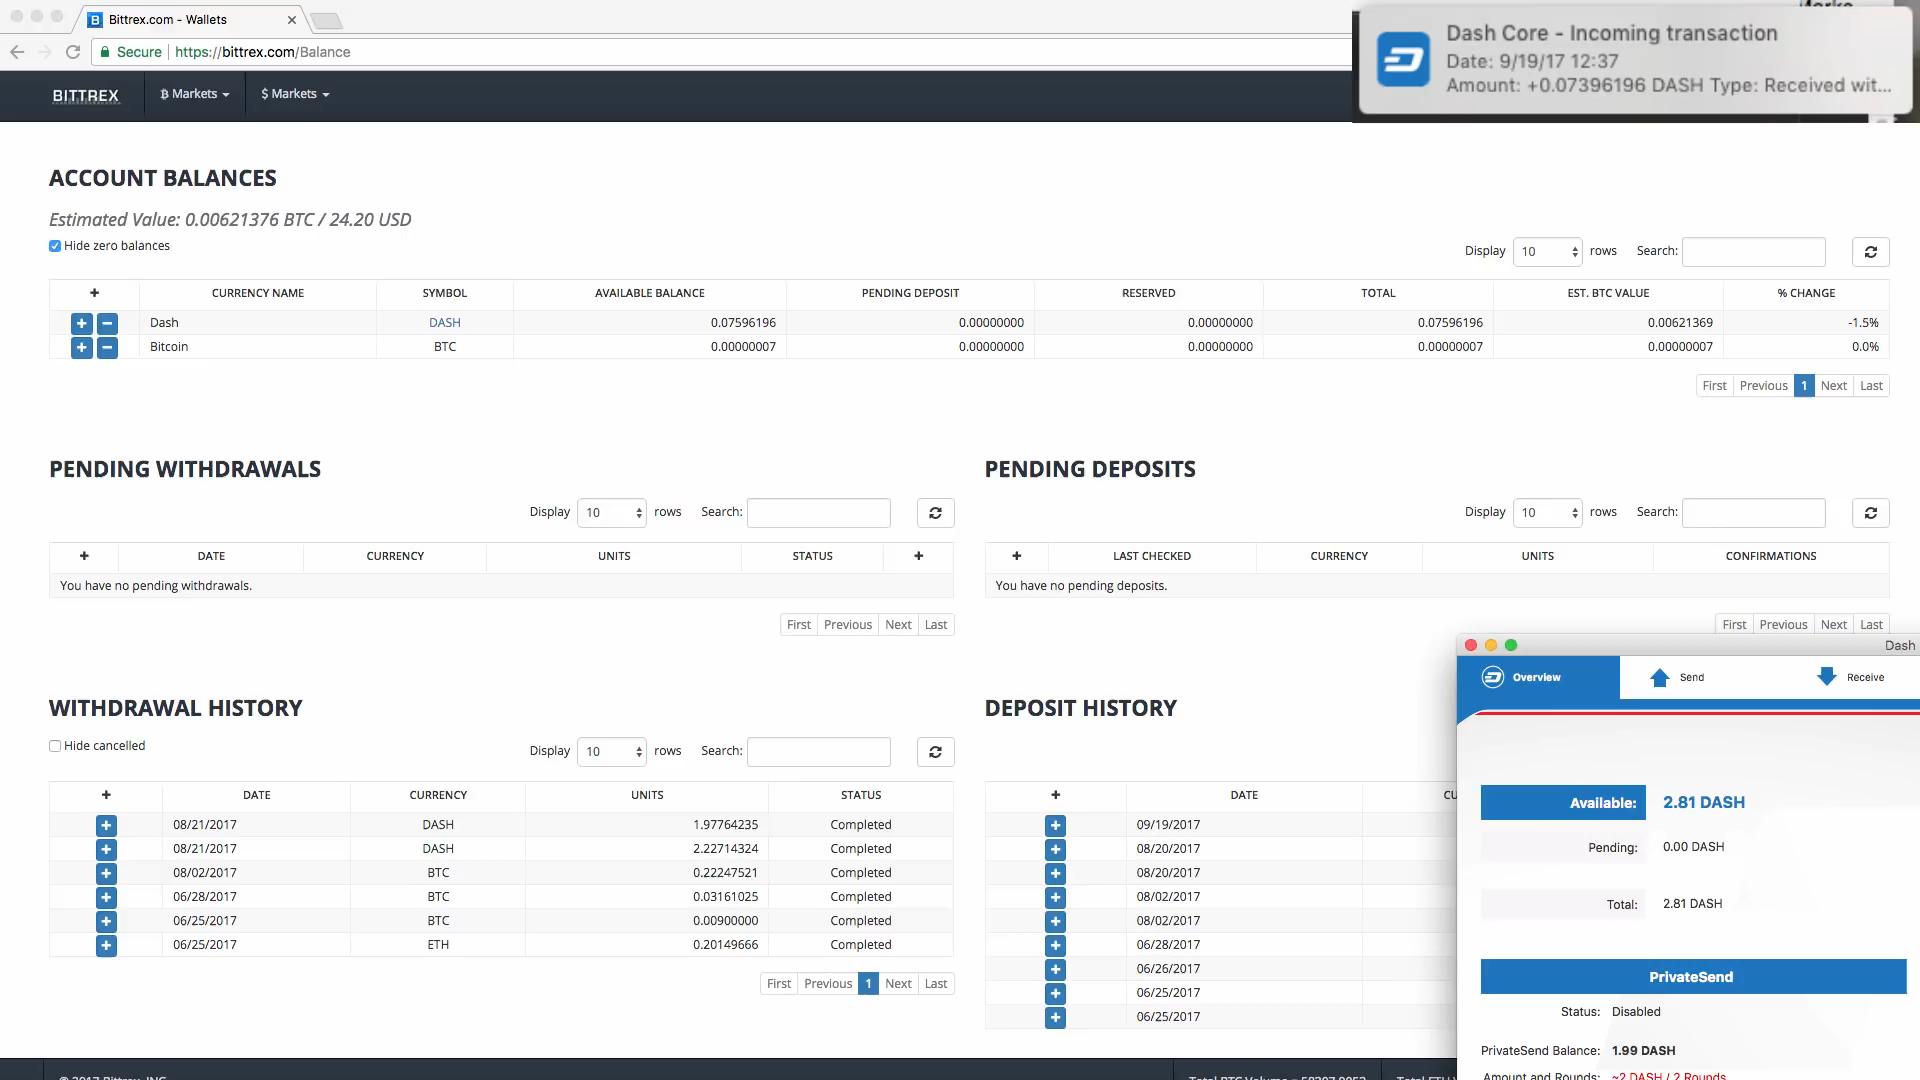 Bittrex.com - Wallets
Secure https://bittrex.com/Balance
Dash Core - Incoming transaction
Date: 9/19/17 12:37
Amount: +0.07396196 DASH Type: Received wit...
BITTREX
Ƀ Markets
$ Markets
ACCOUNT BALANCES
Estimated Value: 0.00621376 BTC / 24.20 USD
Hide zero balances
Display 10 rows Search:
+ CURRENCY NAME SYMBOL AVAILABLE BALANCE PENDING DEPOSIT RESERVED TOTAL EST. BTC VALUE % CHANGE
+ − Dash DASH 0.07596196 0.00000000 0.00000000 0.07596196 0.00621369 -1.5%
+ − Bitcoin BTC 0.00000007 0.00000000 0.00000000 0.00000007 0.00000007 0.0%
First Previous 1 Next Last
PENDING WITHDRAWALS
Display 10 rows Search:
+ DATE CURRENCY UNITS STATUS +
You have no pending withdrawals.
First Previous Next Last
PENDING DEPOSITS
Display 10 rows Search:
+ LAST CHECKED CURRENCY UNITS CONFIRMATIONS
You have no pending deposits.
First Previous Next Last
WITHDRAWAL HISTORY
Hide cancelled
Display 10 rows Search:
+ DATE CURRENCY UNITS STATUS
+ 08/21/2017 DASH 1.97764235 Completed
+ 08/21/2017 DASH 2.22714324 Completed
+ 08/02/2017 BTC 0.22247521 Completed
+ 06/28/2017 BTC 0.03161025 Completed
+ 06/25/2017 BTC 0.00900000 Completed
+ 06/25/2017 ETH 0.20149666 Completed
First Previous 1 Next Last
DEPOSIT HISTORY
+ DATE CU
+ 09/19/2017
+ 08/20/2017
+ 08/20/2017
+ 08/02/2017
+ 08/02/2017
+ 06/28/2017
+ 06/26/2017
+ 06/25/2017
+ 06/25/2017
Dash
Overview Send Receive
Available: 2.81 DASH
Pending: 0.00 DASH
Total: 2.81 DASH
PrivateSend
Status: Disabled
PrivateSend Balance: 1.99 DASH
Amount and Rounds: ~2 DASH / 2 Rounds
© 2017 Bittrex, INC